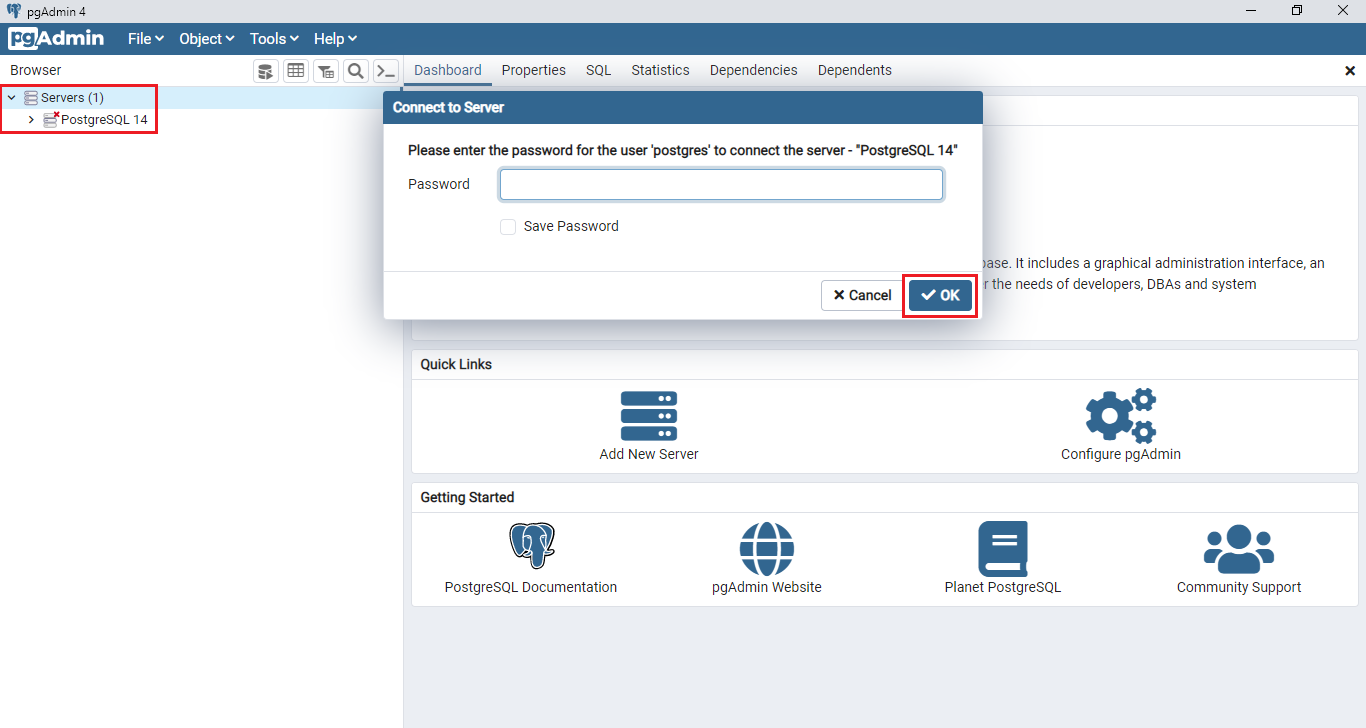 pgAdmin 4
pgAdmin File Object Tools Help
Browser
Dashboard Properties SQL Statistics Dependencies Dependents
Servers (1)
PostgreSQL 14
Connect to Server
Please enter the password for the user 'postgres' to connect the server - "PostgreSQL 14"
Password
Save Password
Cancel OK
base. It includes a graphical administration interface, an
the needs of developers, DBAs and system
Quick Links
Add New Server Configure pgAdmin
Getting Started
PostgreSQL Documentation pgAdmin Website Planet PostgreSQL Community Support